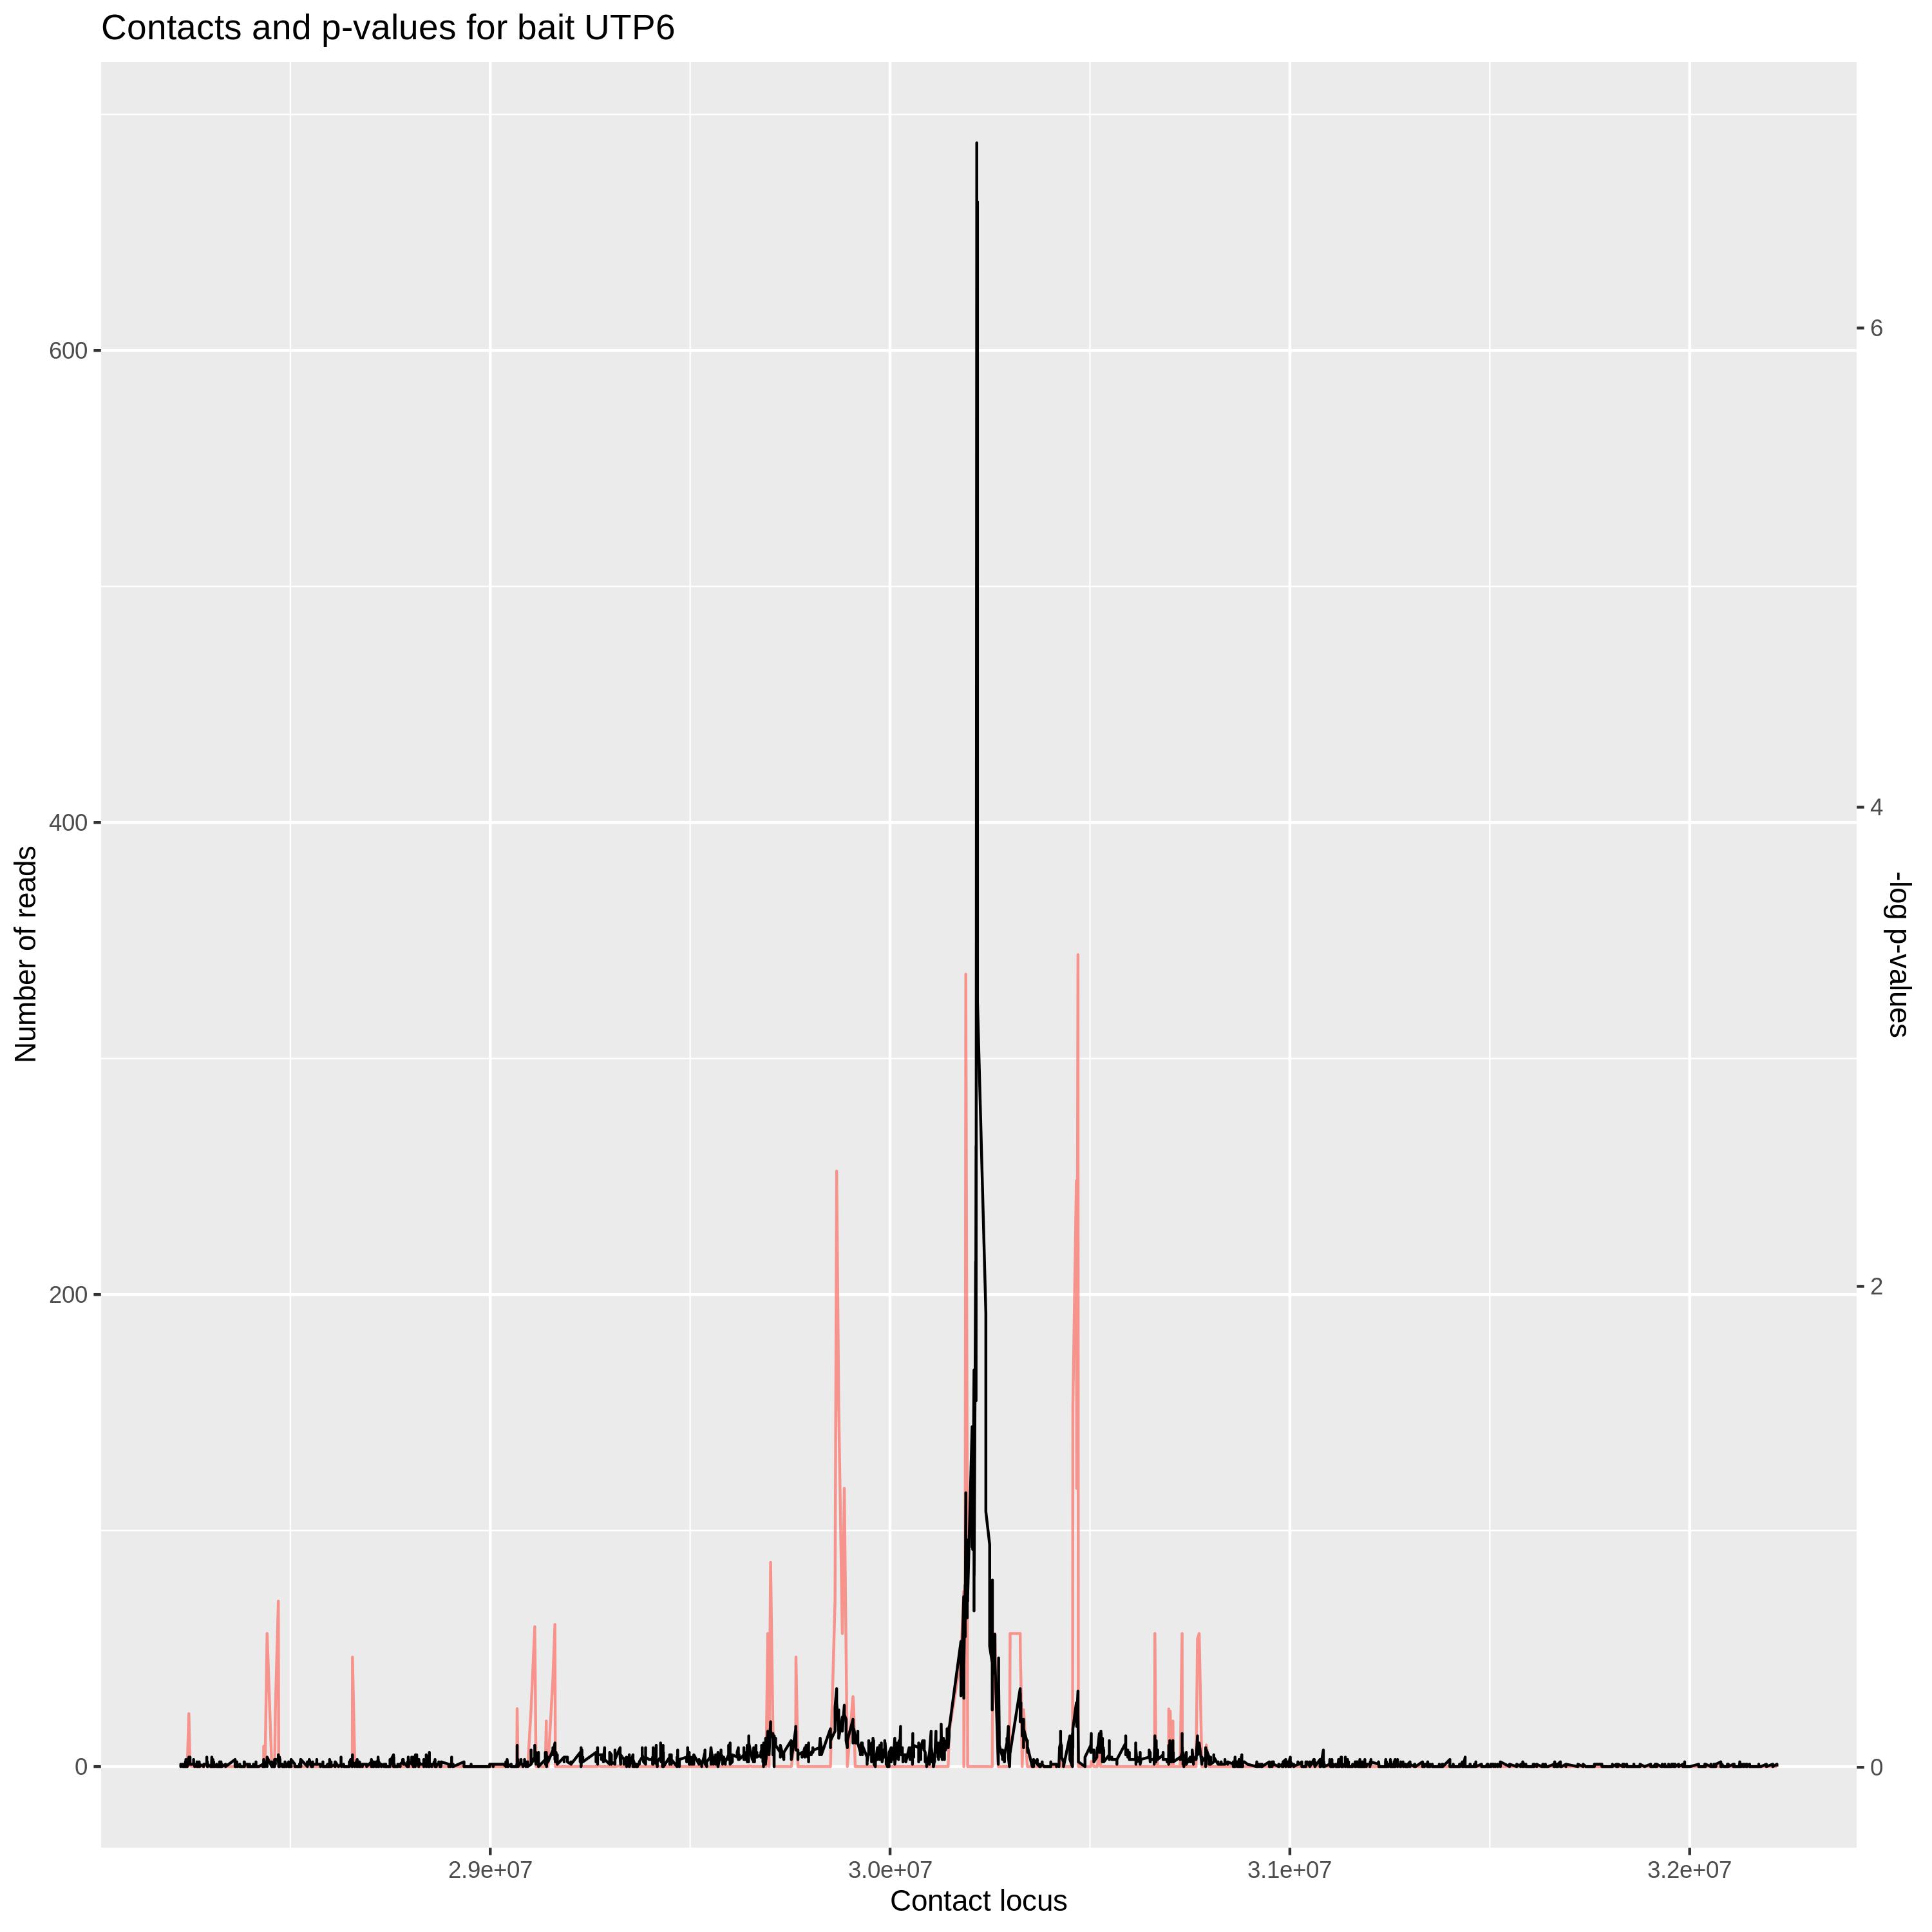 Contacts and p-values for bait UTP6
Number of reads
600
400
200
0
6
4
2
0
-log p-values
2.9e+07
3.0e+07
3.1e+07
3.2e+07
Contact locus